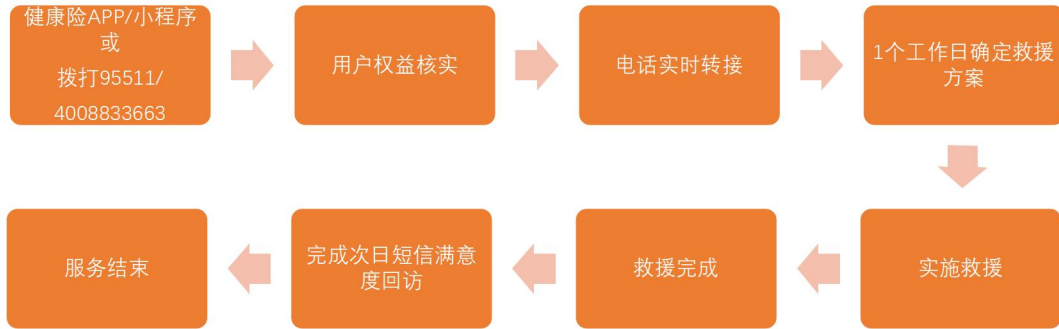 健康险APP/小程序
或
拨打95511/
4008833663
用户权益核实
电话实时转接
1个工作日确定救援
方案
实施救援
救援完成
完成次日短信满意
度回访
服务结束